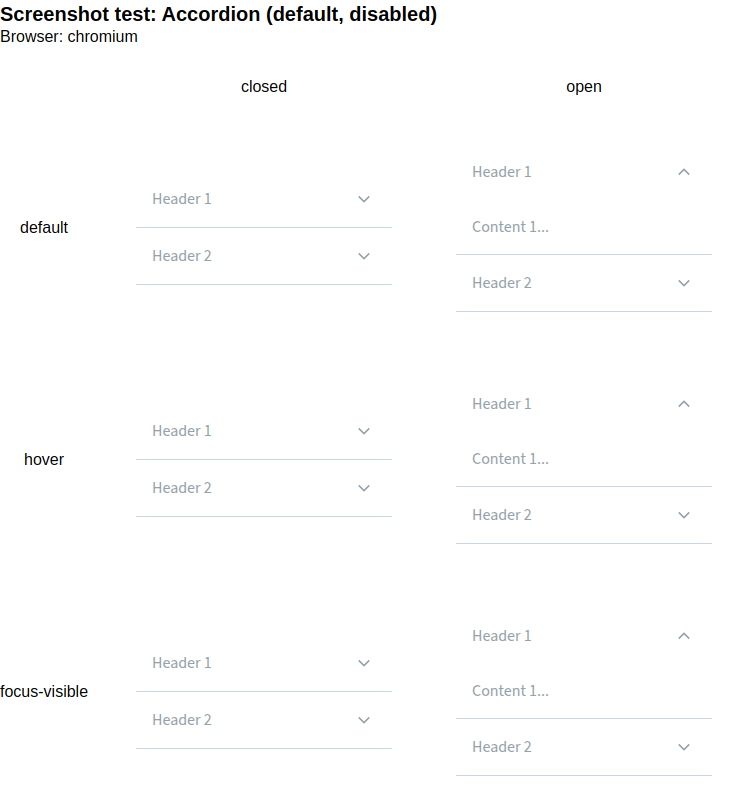 Screenshot test: Accordion (default, disabled)
Browser: chromium
closed open
default
Header 1
Header 2
Header 1
Content 1...
Header 2
hover
Header 1
Header 2
Header 1
Content 1...
Header 2
focus-visible
Header 1
Header 2
Header 1
Content 1...
Header 2